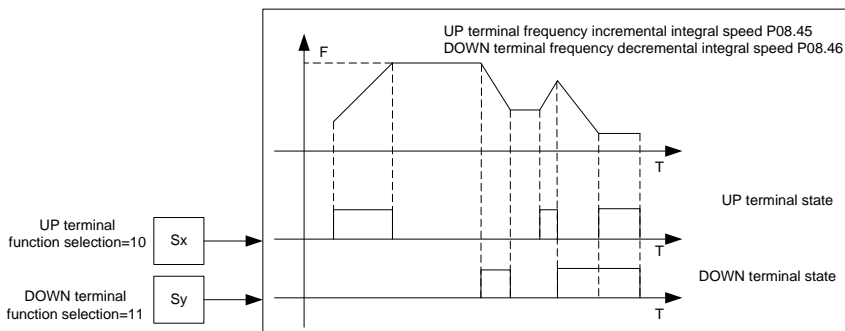 UP terminal frequency incremental integral speed P08.45
DOWN terminal frequency decremental integral speed P08.46
F
T
UP terminal state
UP terminal
function selection=10
Sx
T
DOWN terminal state
DOWN terminal
function selection=11
Sy
T